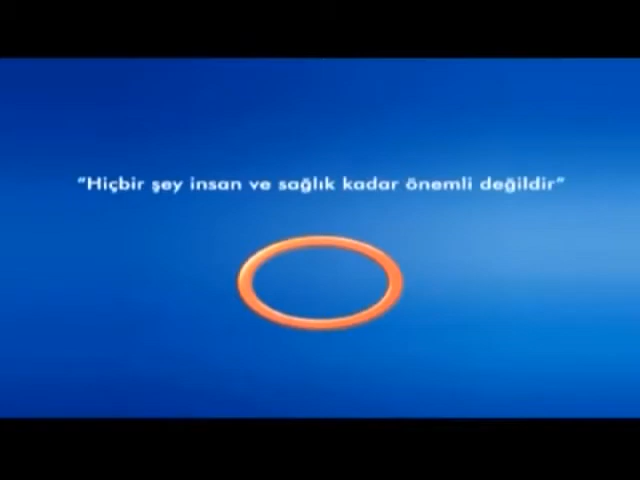 “Hiçbir şey insan ve sağlık kadar önemli değildir”